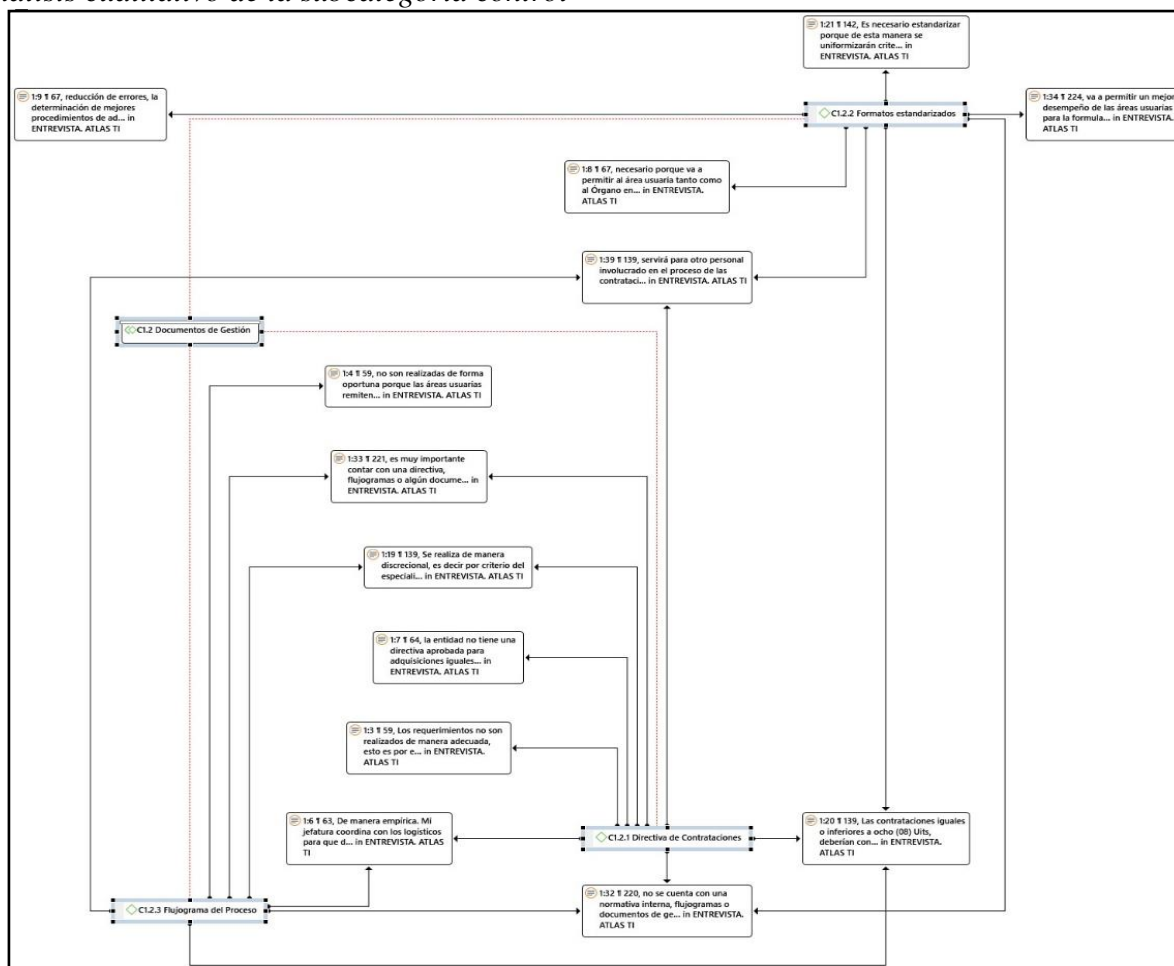 nálisis cualitativo de la subcategoría control
1:21 ¶ 142, Es necesario estandarizar
porque de esta manera se
uniformizarán crite... in
ENTREVISTA. ATLAS TI
1:9 ¶ 67, reducción de errores, la
determinación de mejores
procedimientos de ad... in
ENTREVISTA. ATLAS TI
C1.2.2 Formatos estandarizados
1:34 ¶ 224, va a permitir un mejor
desempeño de las áreas usuarias
para la formula... in ENTREVISTA.
ATLAS TI
1:8 ¶ 67, necesario porque va a
permitir al área usuaria tanto como
al Órgano en... in ENTREVISTA.
ATLAS TI
1:39 ¶ 139, servirá para otro personal
involucrado en el proceso de las
contrataci... in ENTREVISTA. ATLAS TI
C1.2 Documentos de Gestión
1:4 ¶ 59, no son realizadas de forma
oportuna porque las áreas usuarias
remiten... in ENTREVISTA. ATLAS TI
1:33 ¶ 221, es muy importante
contar con una directiva,
flujogramas o algún docume... in
ENTREVISTA. ATLAS TI
1:19 ¶ 139, Se realiza de manera
discrecional, es decir por criterio del
especiali... in ENTREVISTA. ATLAS TI
1:7 ¶ 64, la entidad no tiene una
directiva aprobada para
adquisiciones iguales... in
ENTREVISTA. ATLAS TI
1:3 ¶ 59, Los requerimientos no son
realizados de manera adecuada,
esto es por e... in ENTREVISTA.
ATLAS TI
1:6 ¶ 63, De manera empírica. Mi
jefatura coordina con los logísticos
para que d... in ENTREVISTA. ATLAS
TI
C1.2.1 Directiva de Contrataciones
1:20 ¶ 139, Las contrataciones iguales
o inferiores a ocho (08) Uits,
deberían con... in ENTREVISTA.
ATLAS TI
C1.2.3 Flujograma del Proceso
1:32 ¶ 220, no se cuenta con una
normativa interna, flujogramas o
documentos de ge... in ENTREVISTA.
ATLAS TI